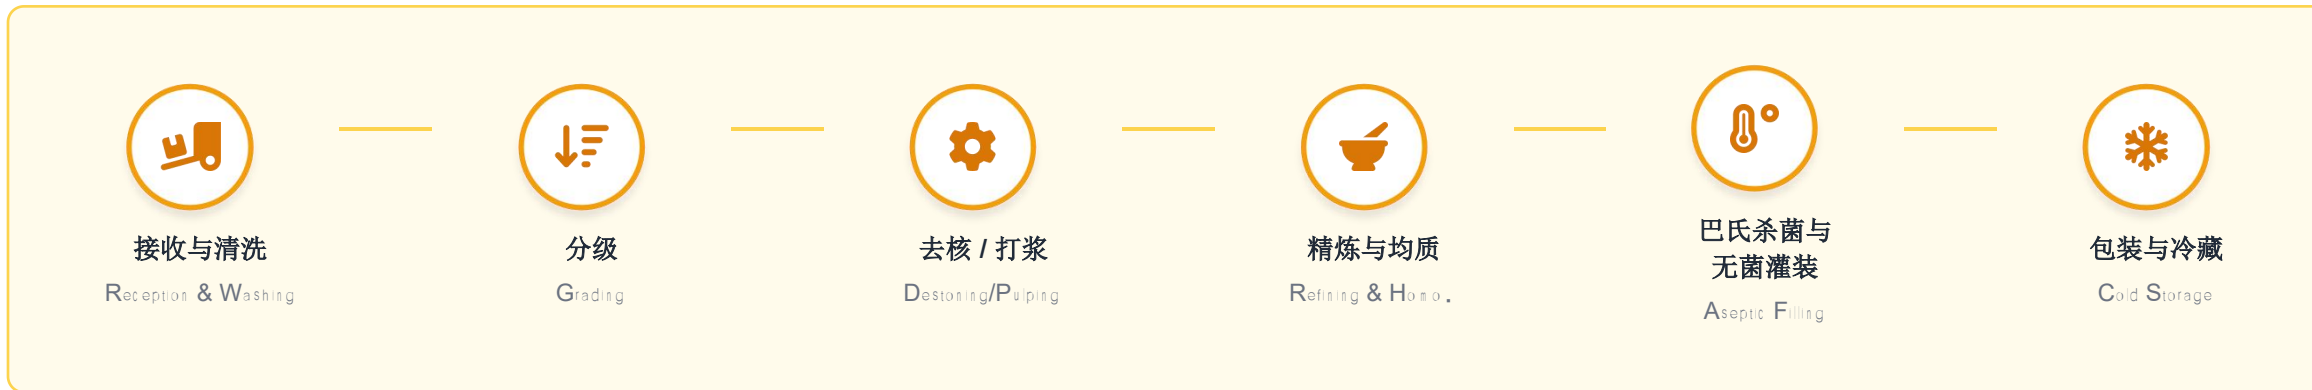 接收与清洗
Reception & Washing
分级
Grading
去核 / 打浆
Destoning/Pulping
精炼与均质
Refining & Homo.
巴氏杀菌与
无菌灌装
Aseptic Filling
包装与冷藏
Cold Storage